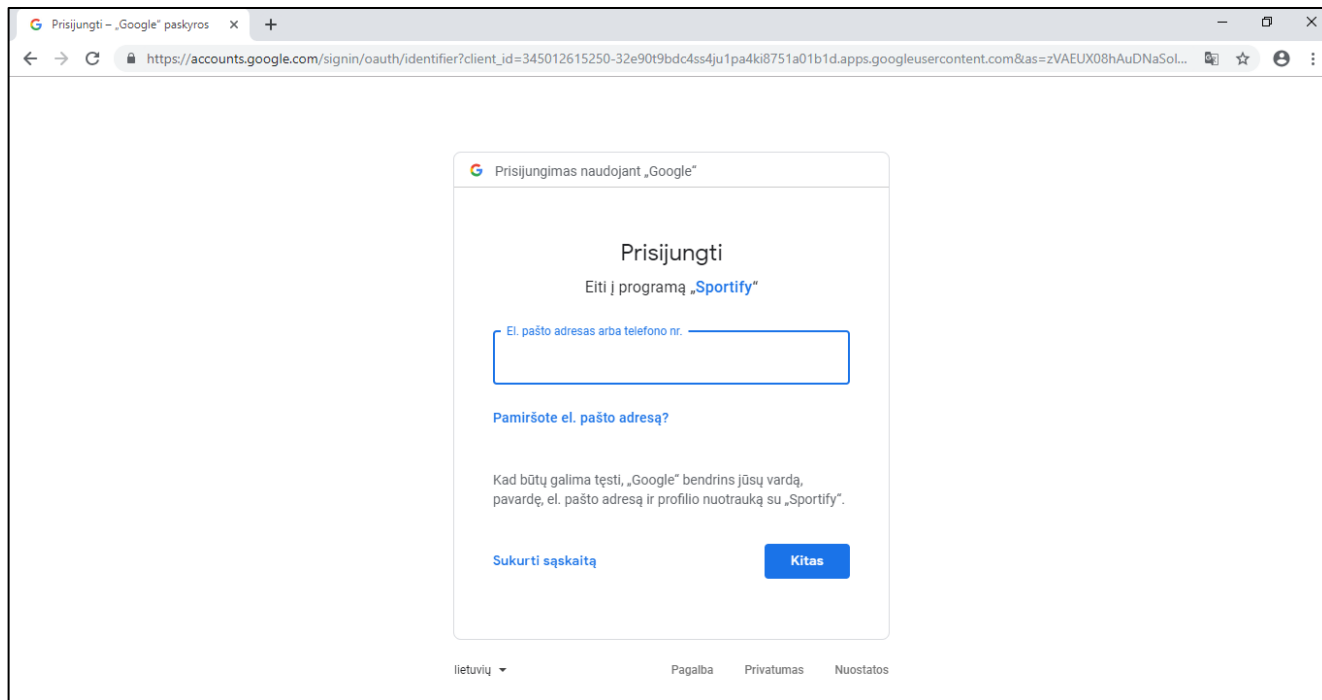 Prisijungti – „Google“ paskyros
https://accounts.google.com/signin/oauth/identifier?client_id=345012615250-32e90t9bdc4ss4ju1pa4ki8751a01b1d.apps.googleusercontent.com&as=zVAEUX08hAuDNaSol...
Prisijungimas naudojant „Google“
Prisijungti
Eiti į programą „Sportify“
El. pašto adresas arba telefono nr.
Pamiršote el. pašto adresą?
Kad būtų galima tęsti, „Google“ bendrins jūsų vardą,
pavardę, el. pašto adresą ir profilio nuotrauką su „Sportify“.
Sukurti sąskaitą Kitas
lietuvių Pagalba Privatumas Nuostatos